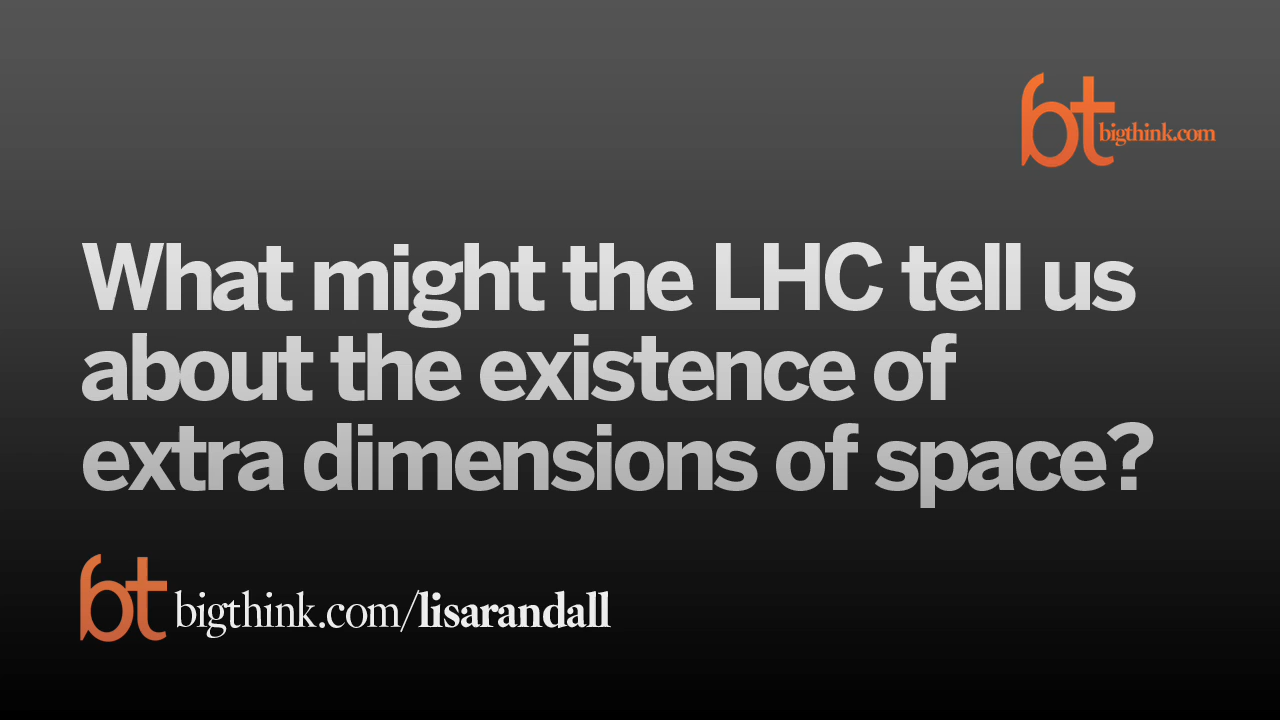 bt bigthink.com
What might the LHC tell us
about the existence of
extra dimensions of space?
bt bigthink.com/lisarandall